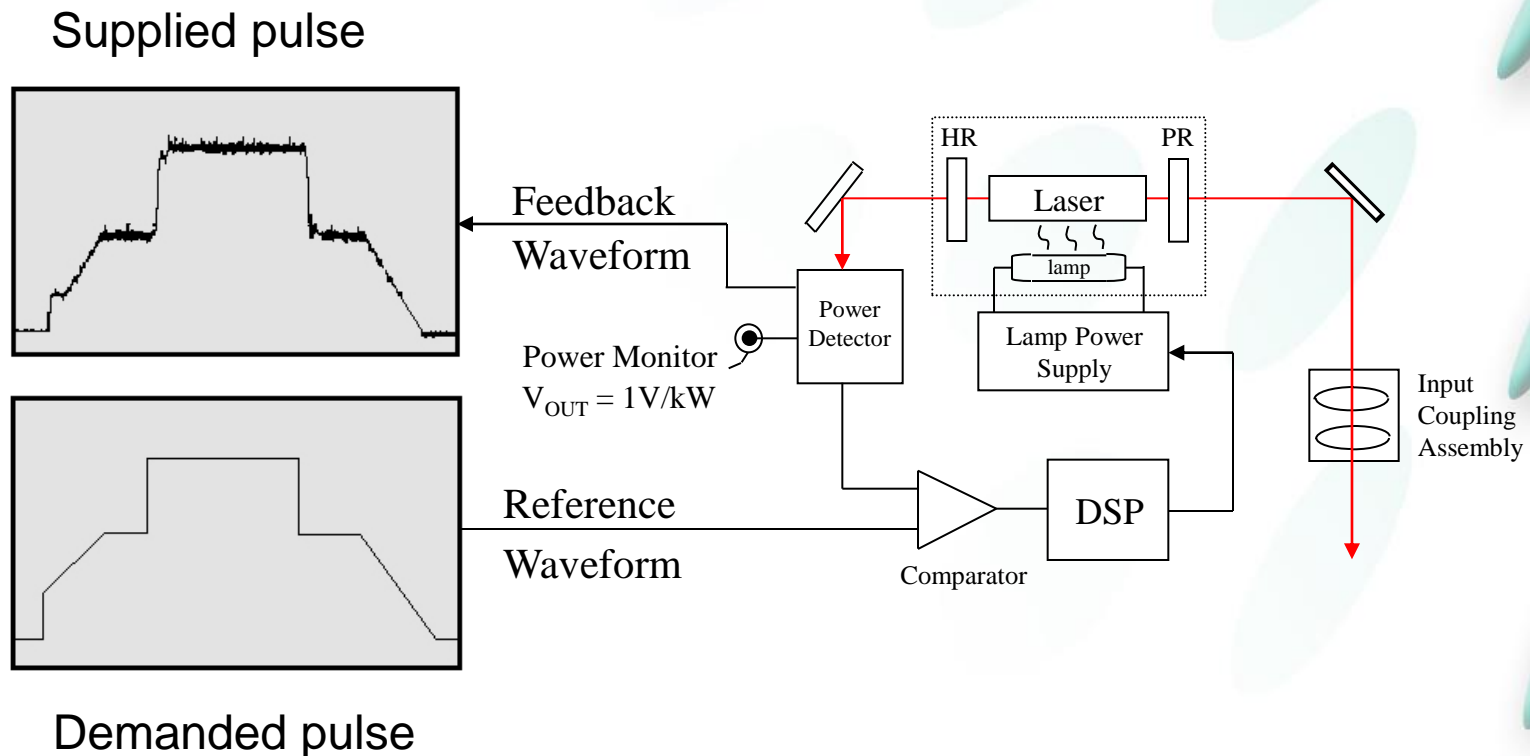 Supplied pulse
HR
PR
Laser
lamp
Feedback
Waveform
Power
Detector
Lamp Power
Supply
Power Monitor
V_OUT = 1V/kW
Input
Coupling
Assembly
Reference
Waveform
DSP
Comparator
Demanded pulse